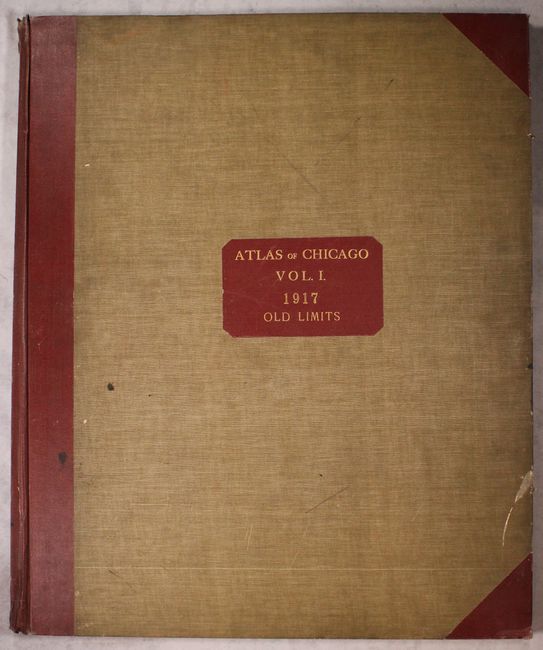 ATLAS OF CHICAGO
VOL. I.
1917
OLD LIMITS